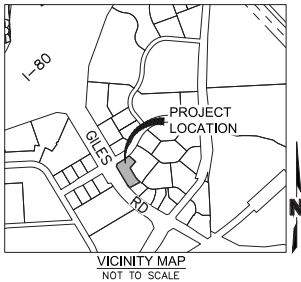 I-80
PROJECT
LOCATION
GILES
RD
N
VICINITY MAP
NOT TO SCALE